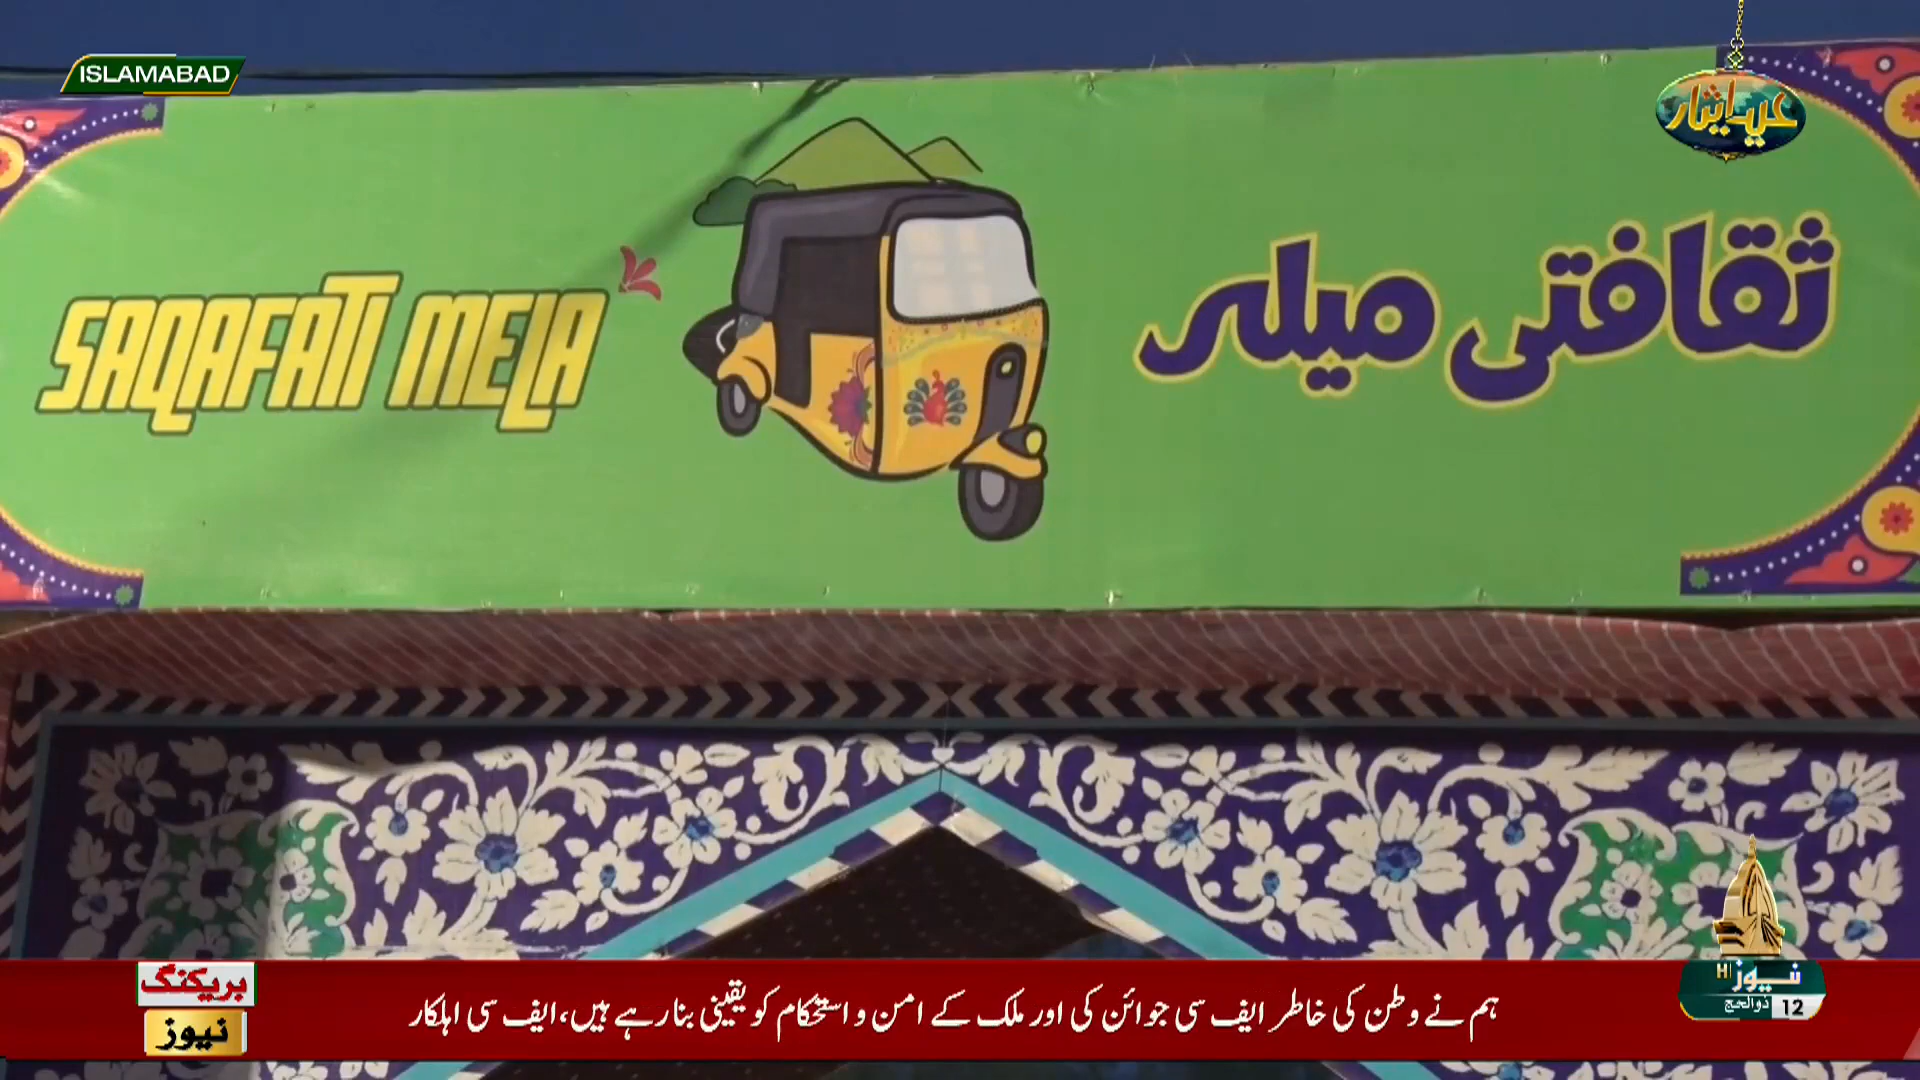 ISLAMABAD
عید ایثار
SAQAFATI MELA
ثقافتی میلہ
بریکنگ
نیوز
ہم نے وطن کی خاطر ایف سی جوائن کی اور ملک کے امن و استحکام کو یقینی بنا رہے ہیں، ایف سی اہلکار
نیوز H
12 ذوالحج